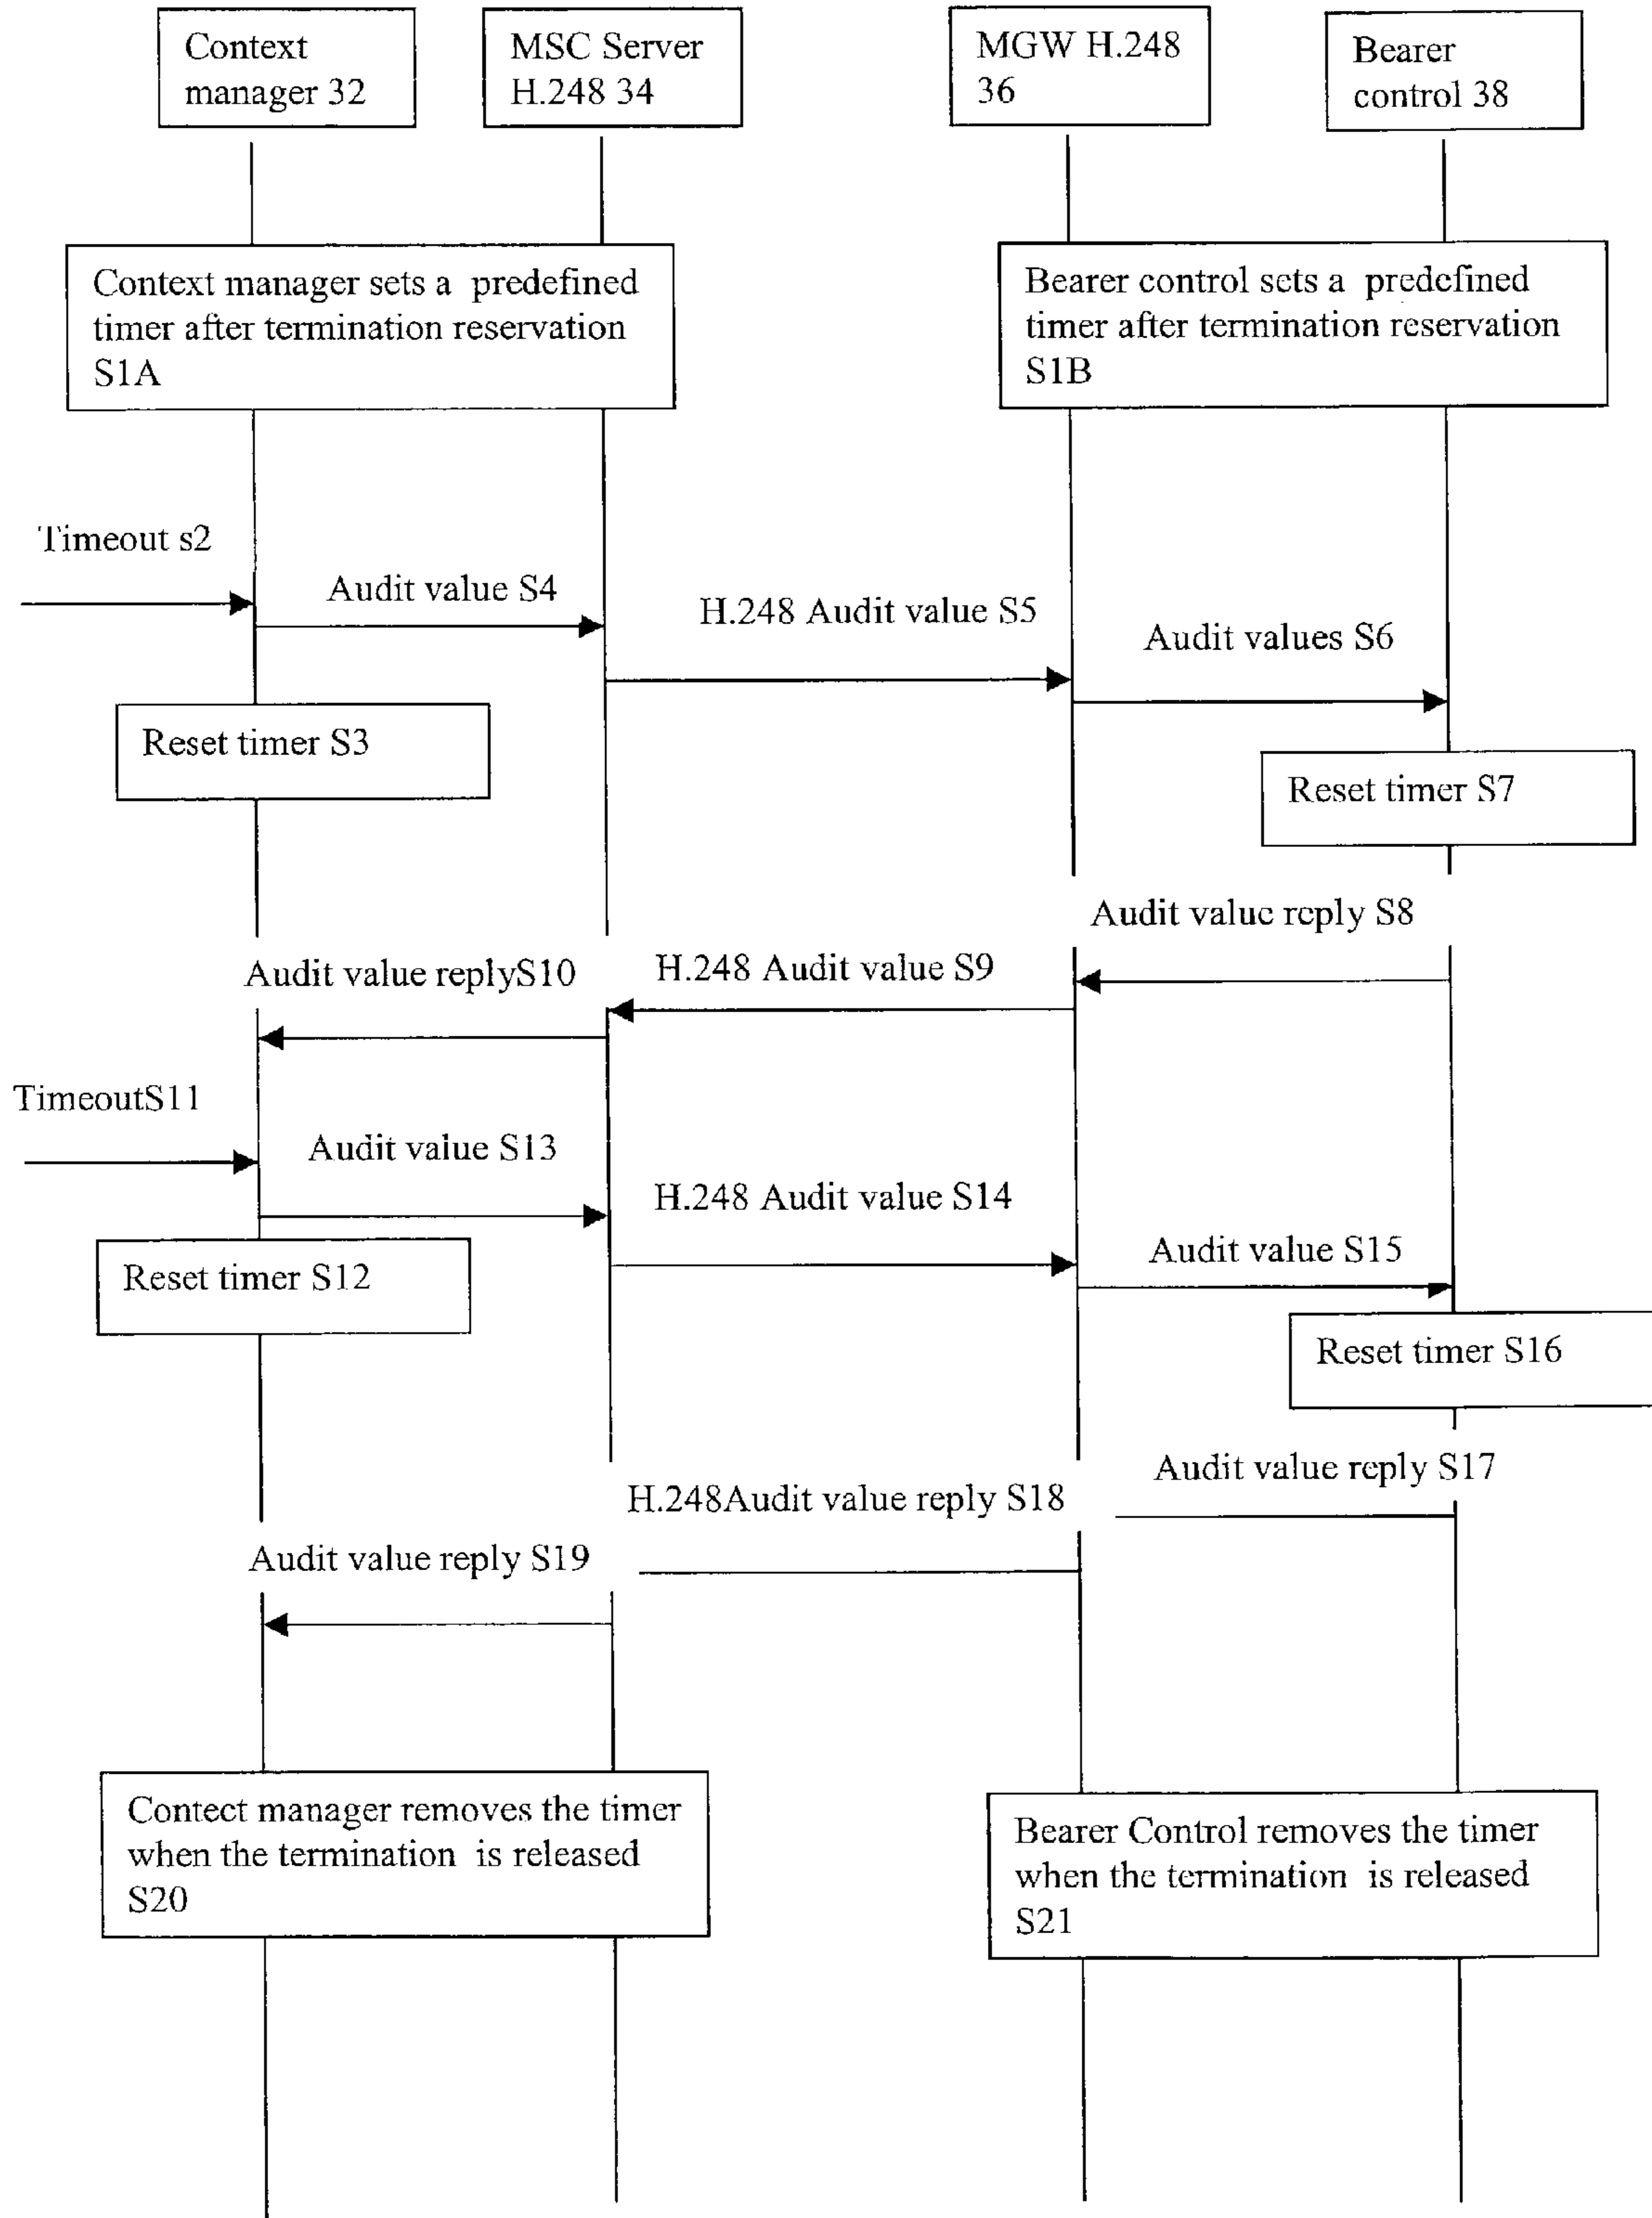 Context
manager 32
MSC Server
H.248 34
MGW H.248
36
Bearer
control 38
Context manager sets a predefined
timer after termination reservation
S1A
Bearer control sets a predefined
timer after termination reservation
S1B
Timeout s2
Audit value S4
H.248 Audit value S5
Audit values S6
Reset timer S3
Reset timer S7
Audit value reply S8
Audit value replyS10
H.248 Audit value S9
TimeoutS11
Audit value S13
H.248 Audit value S14
Audit value S15
Reset timer S12
Reset timer S16
Audit value reply S17
H.248Audit value reply S18
Audit value reply S19
Contect manager removes the timer
when the termination is released
S20
Bearer Control removes the timer
when the termination is released
S21